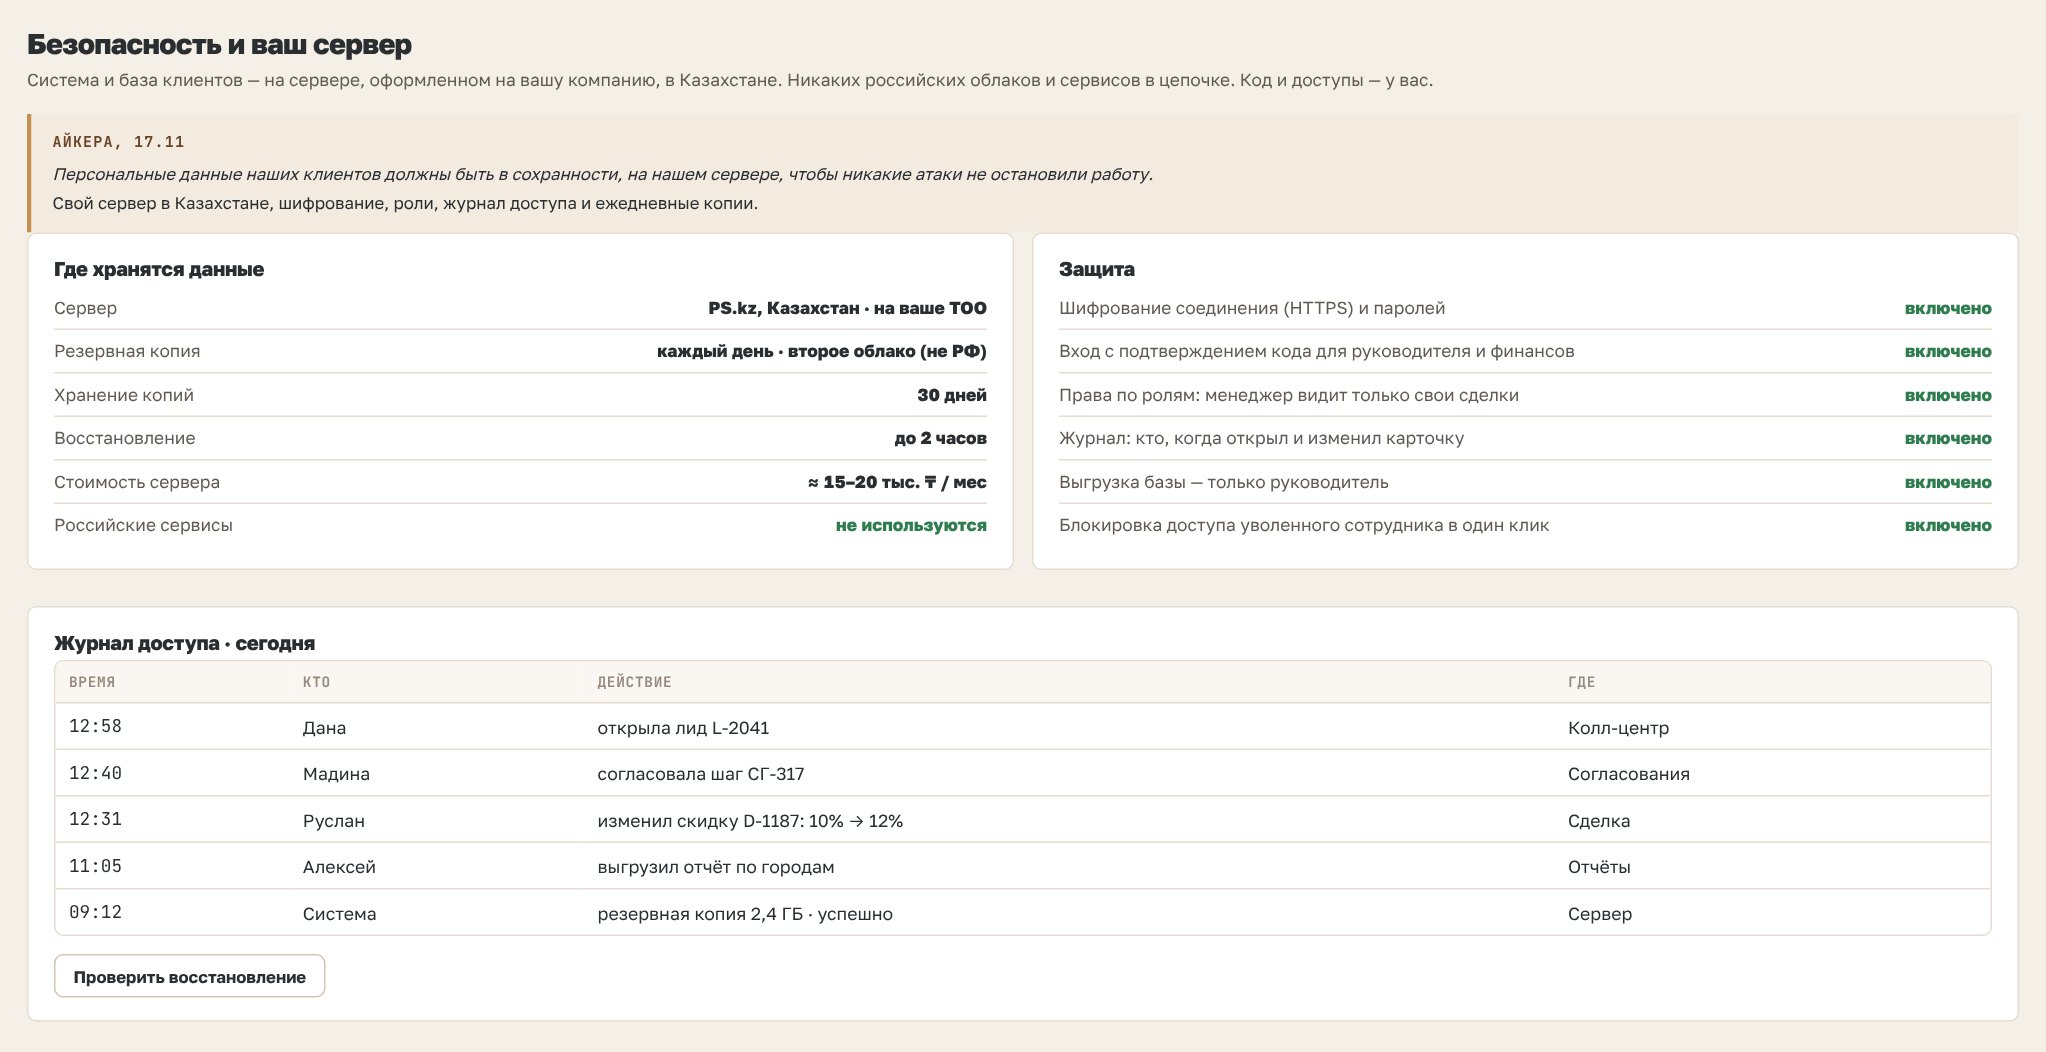 Безопасность и ваш сервер
Система и база клиентов — на сервере, оформленном на вашу компанию, в Казахстане. Никаких российских облаков и сервисов в цепочке. Код и доступы — у вас.
АЙКЕРА, 17.11
Персональные данные наших клиентов должны быть в сохранности, на нашем сервере, чтобы никакие атаки не остановили работу.
Свой сервер в Казахстане, шифрование, роли, журнал доступа и ежедневные копии.
Где хранятся данные
Сервер PS.kz, Казахстан · на ваше ТОО
Резервная копия каждый день · второе облако (не РФ)
Хранение копий 30 дней
Восстановление до 2 часов
Стоимость сервера ≈ 15–20 тыс. ₸ / мес
Российские сервисы не используются
Защита
Шифрование соединения (HTTPS) и паролей включено
Вход с подтверждением кода для руководителя и финансов включено
Права по ролям: менеджер видит только свои сделки включено
Журнал: кто, когда открыл и изменил карточку включено
Выгрузка базы — только руководитель включено
Блокировка доступа уволенного сотрудника в один клик включено
Журнал доступа · сегодня
ВРЕМЯ КТО ДЕЙСТВИЕ ГДЕ
12:58 Дана открыла лид L-2041 Колл-центр
12:40 Мадина согласовала шаг СГ-317 Согласования
12:31 Руслан изменил скидку D-1187: 10% → 12% Сделка
11:05 Алексей выгрузил отчёт по городам Отчёты
09:12 Система резервная копия 2,4 ГБ · успешно Сервер
Проверить восстановление